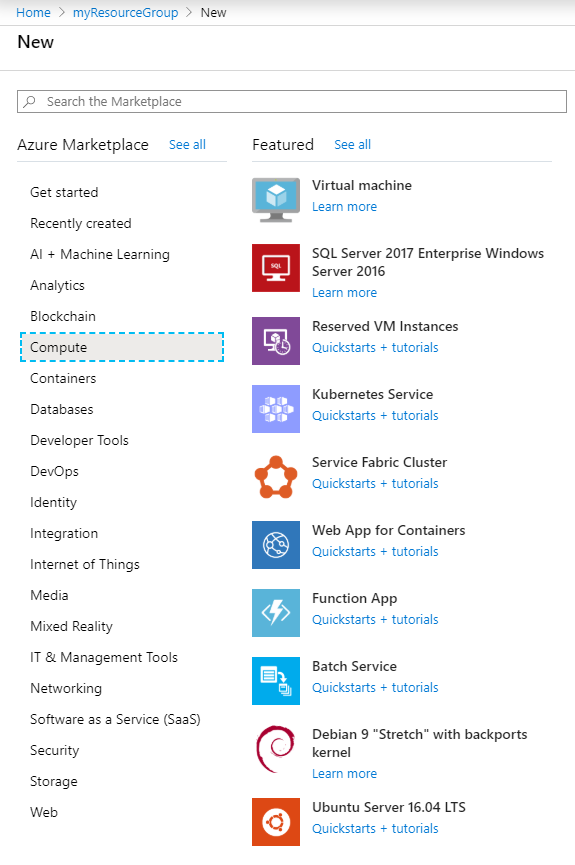 Home > myResourceGroup > New
New
Search the Marketplace
Azure Marketplace See all
Get started
Recently created
AI + Machine Learning
Analytics
Blockchain
Compute
Containers
Databases
Developer Tools
DevOps
Identity
Integration
Internet of Things
Media
Mixed Reality
IT & Management Tools
Networking
Software as a Service (SaaS)
Security
Storage
Web
Featured See all
Virtual machine
Learn more
SQL
SQL Server 2017 Enterprise Windows
Server 2016
Learn more
Reserved VM Instances
Quickstarts + tutorials
Kubernetes Service
Quickstarts + tutorials
Service Fabric Cluster
Quickstarts + tutorials
Web App for Containers
Quickstarts + tutorials
Function App
Quickstarts + tutorials
Batch Service
Quickstarts + tutorials
Debian 9 "Stretch" with backports
kernel
Learn more
Ubuntu Server 16.04 LTS
Quickstarts + tutorials